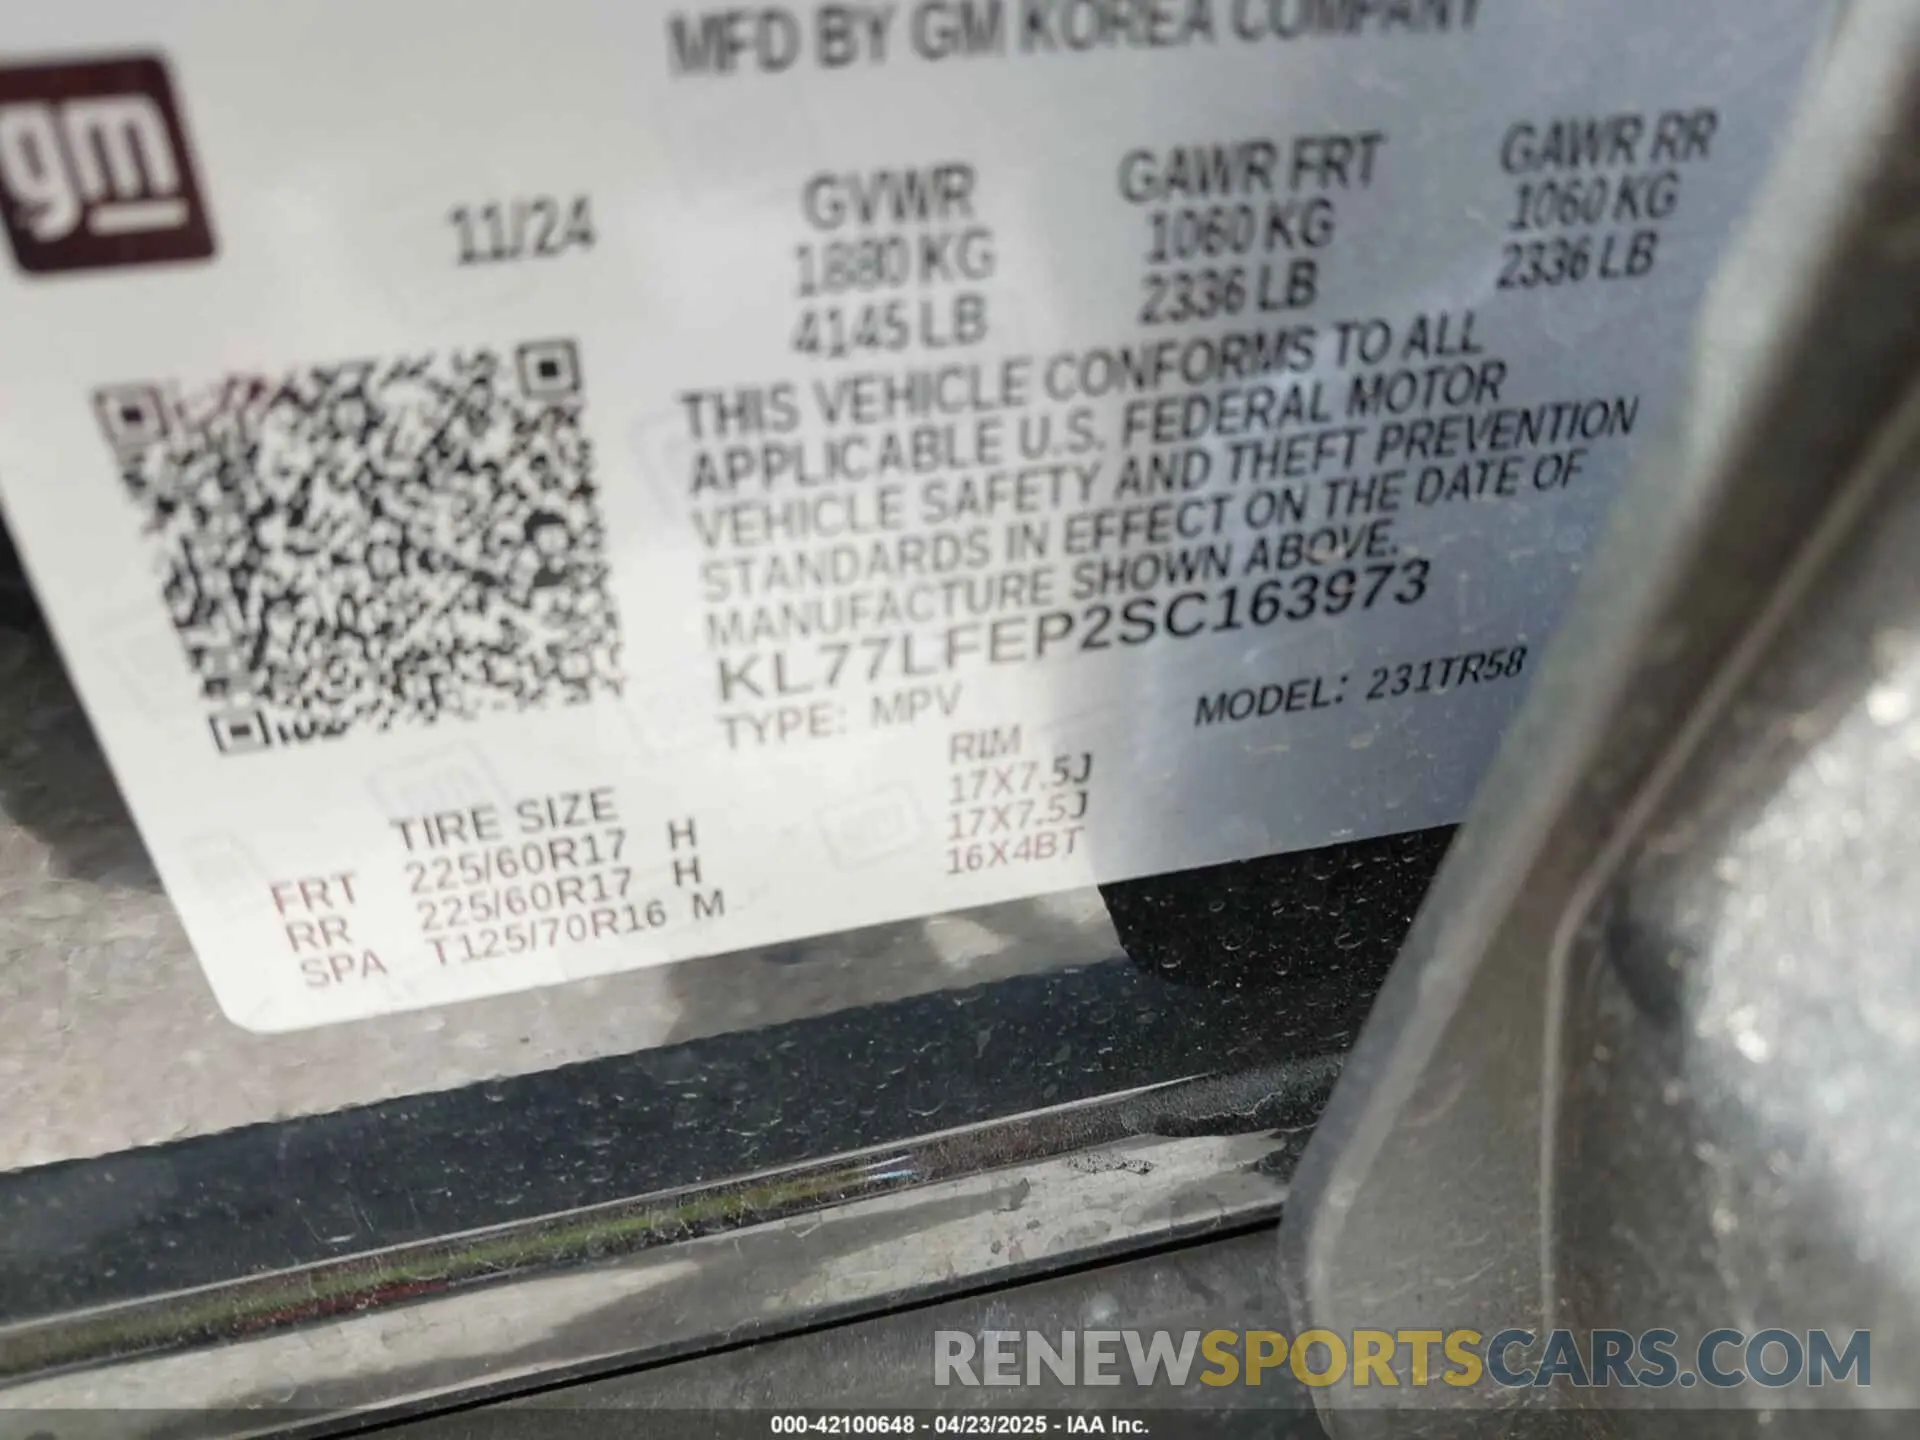 MFD BY GM KOREA COMPANY
gm
11/24
GVWR
1880 KG
4145 LB
GAWR FRT
1060 KG
2336 LB
GAWR RR
1060 KG
2336 LB
THIS VEHICLE CONFORMS TO ALL
APPLICABLE U.S. FEDERAL MOTOR
VEHICLE SAFETY AND THEFT PREVENTION
STANDARDS IN EFFECT ON THE DATE OF
MANUFACTURE SHOWN ABOVE.
KL77LFEP2SC163973
TYPE: MPV
MODEL: 231TR58
TIRE SIZE
RIM
FRT 225/60R17 H 17X7.5J
RR 225/60R17 H 17X7.5J
SPA T125/70R16 M 16X4BT
RENEWSPORTSCARS.COM
000-42100648 - 04/23/2025 - IAA Inc.